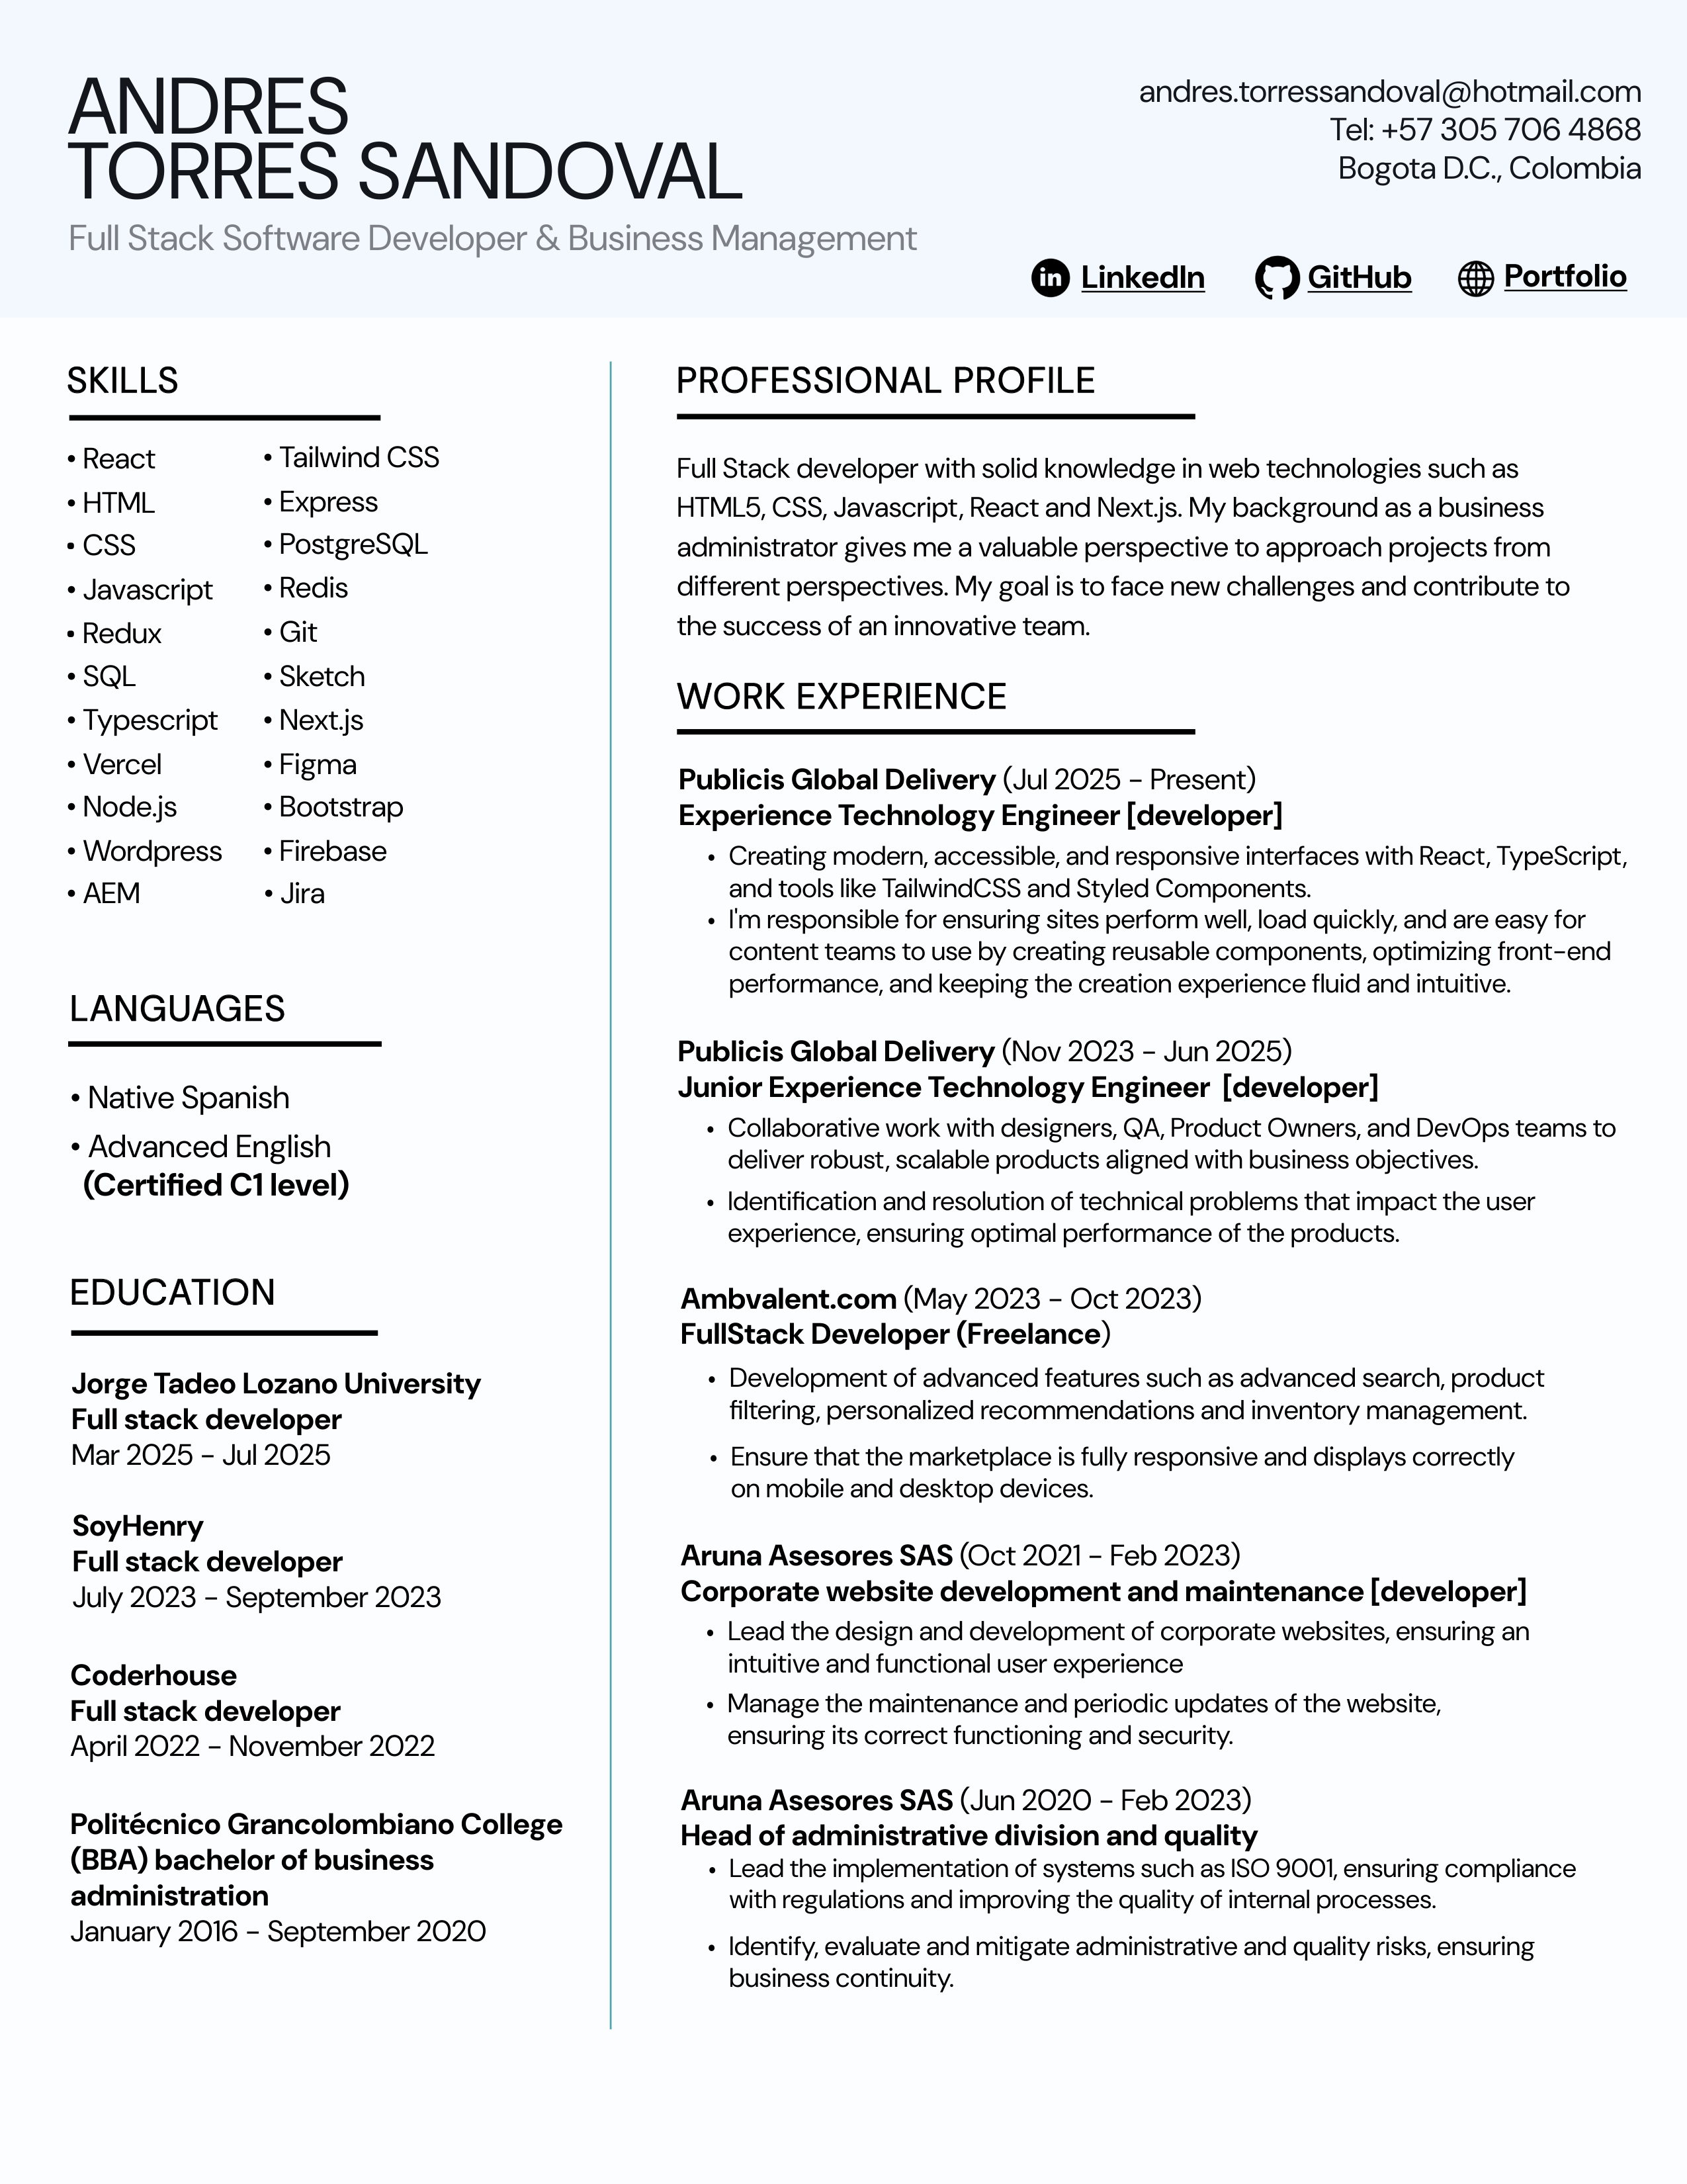 ANDRES
TORRES SANDOVAL
Full Stack Software Developer & Business Management
andres.torressandoval@hotmail.com
Tel: +57 305 706 4868
Bogota D.C., Colombia
LinkedIn
GitHub
Portfolio
SKILLS
• React
• HTML
• CSS
• Javascript
• Redux
• SQL
• Typescript
• Vercel
• Node.js
• Wordpress
• AEM
• Tailwind CSS
• Express
• PostgreSQL
• Redis
• Git
• Sketch
• Next.js
• Figma
• Bootstrap
• Firebase
• Jira
LANGUAGES
• Native Spanish
• Advanced English
(Certified C1 level)
EDUCATION
Jorge Tadeo Lozano University
Full stack developer
Mar 2025 - Jul 2025
SoyHenry
Full stack developer
July 2023 - September 2023
Coderhouse
Full stack developer
April 2022 - November 2022
Politécnico Grancolombiano College
(BBA) bachelor of business
administration
January 2016 - September 2020
PROFESSIONAL PROFILE
Full Stack developer with solid knowledge in web technologies such as
HTML5, CSS, Javascript, React and Next.js. My background as a business
administrator gives me a valuable perspective to approach projects from
different perspectives. My goal is to face new challenges and contribute to
the success of an innovative team.
WORK EXPERIENCE
Publicis Global Delivery (Jul 2025 - Present)
Experience Technology Engineer [developer]
• Creating modern, accessible, and responsive interfaces with React, TypeScript,
and tools like TailwindCSS and Styled Components.
• I'm responsible for ensuring sites perform well, load quickly, and are easy for
content teams to use by creating reusable components, optimizing front-end
performance, and keeping the creation experience fluid and intuitive.
Publicis Global Delivery (Nov 2023 - Jun 2025)
Junior Experience Technology Engineer [developer]
• Collaborative work with designers, QA, Product Owners, and DevOps teams to
deliver robust, scalable products aligned with business objectives.
• Identification and resolution of technical problems that impact the user
experience, ensuring optimal performance of the products.
Ambvalent.com (May 2023 - Oct 2023)
FullStack Developer (Freelance)
• Development of advanced features such as advanced search, product
filtering, personalized recommendations and inventory management.
• Ensure that the marketplace is fully responsive and displays correctly
on mobile and desktop devices.
Aruna Asesores SAS (Oct 2021 - Feb 2023)
Corporate website development and maintenance [developer]
• Lead the design and development of corporate websites, ensuring an
intuitive and functional user experience
• Manage the maintenance and periodic updates of the website,
ensuring its correct functioning and security.
Aruna Asesores SAS (Jun 2020 - Feb 2023)
Head of administrative division and quality
• Lead the implementation of systems such as ISO 9001, ensuring compliance
with regulations and improving the quality of internal processes.
• Identify, evaluate and mitigate administrative and quality risks, ensuring
business continuity.